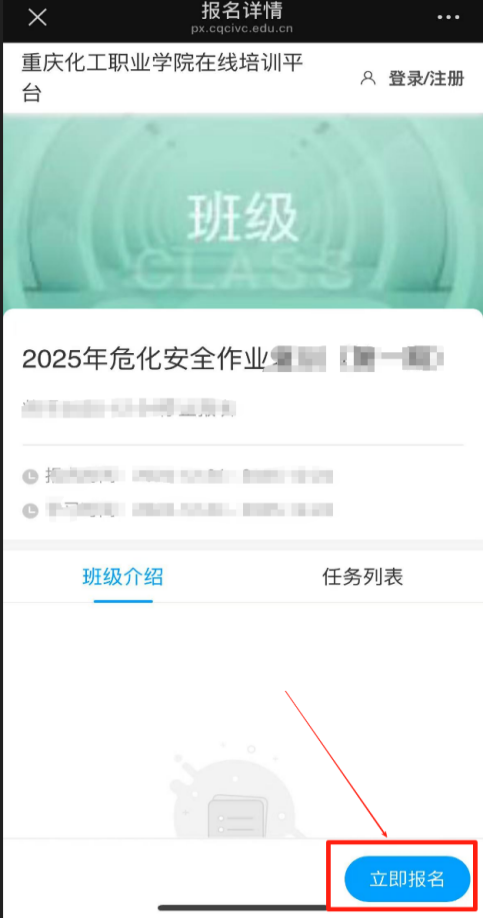 报名详情
px.cqcivc.edu.cn
重庆化工职业学院在线培训平
台
登录/注册
班级
CLASS
2025年危化安全作业
班级介绍
任务列表
立即报名